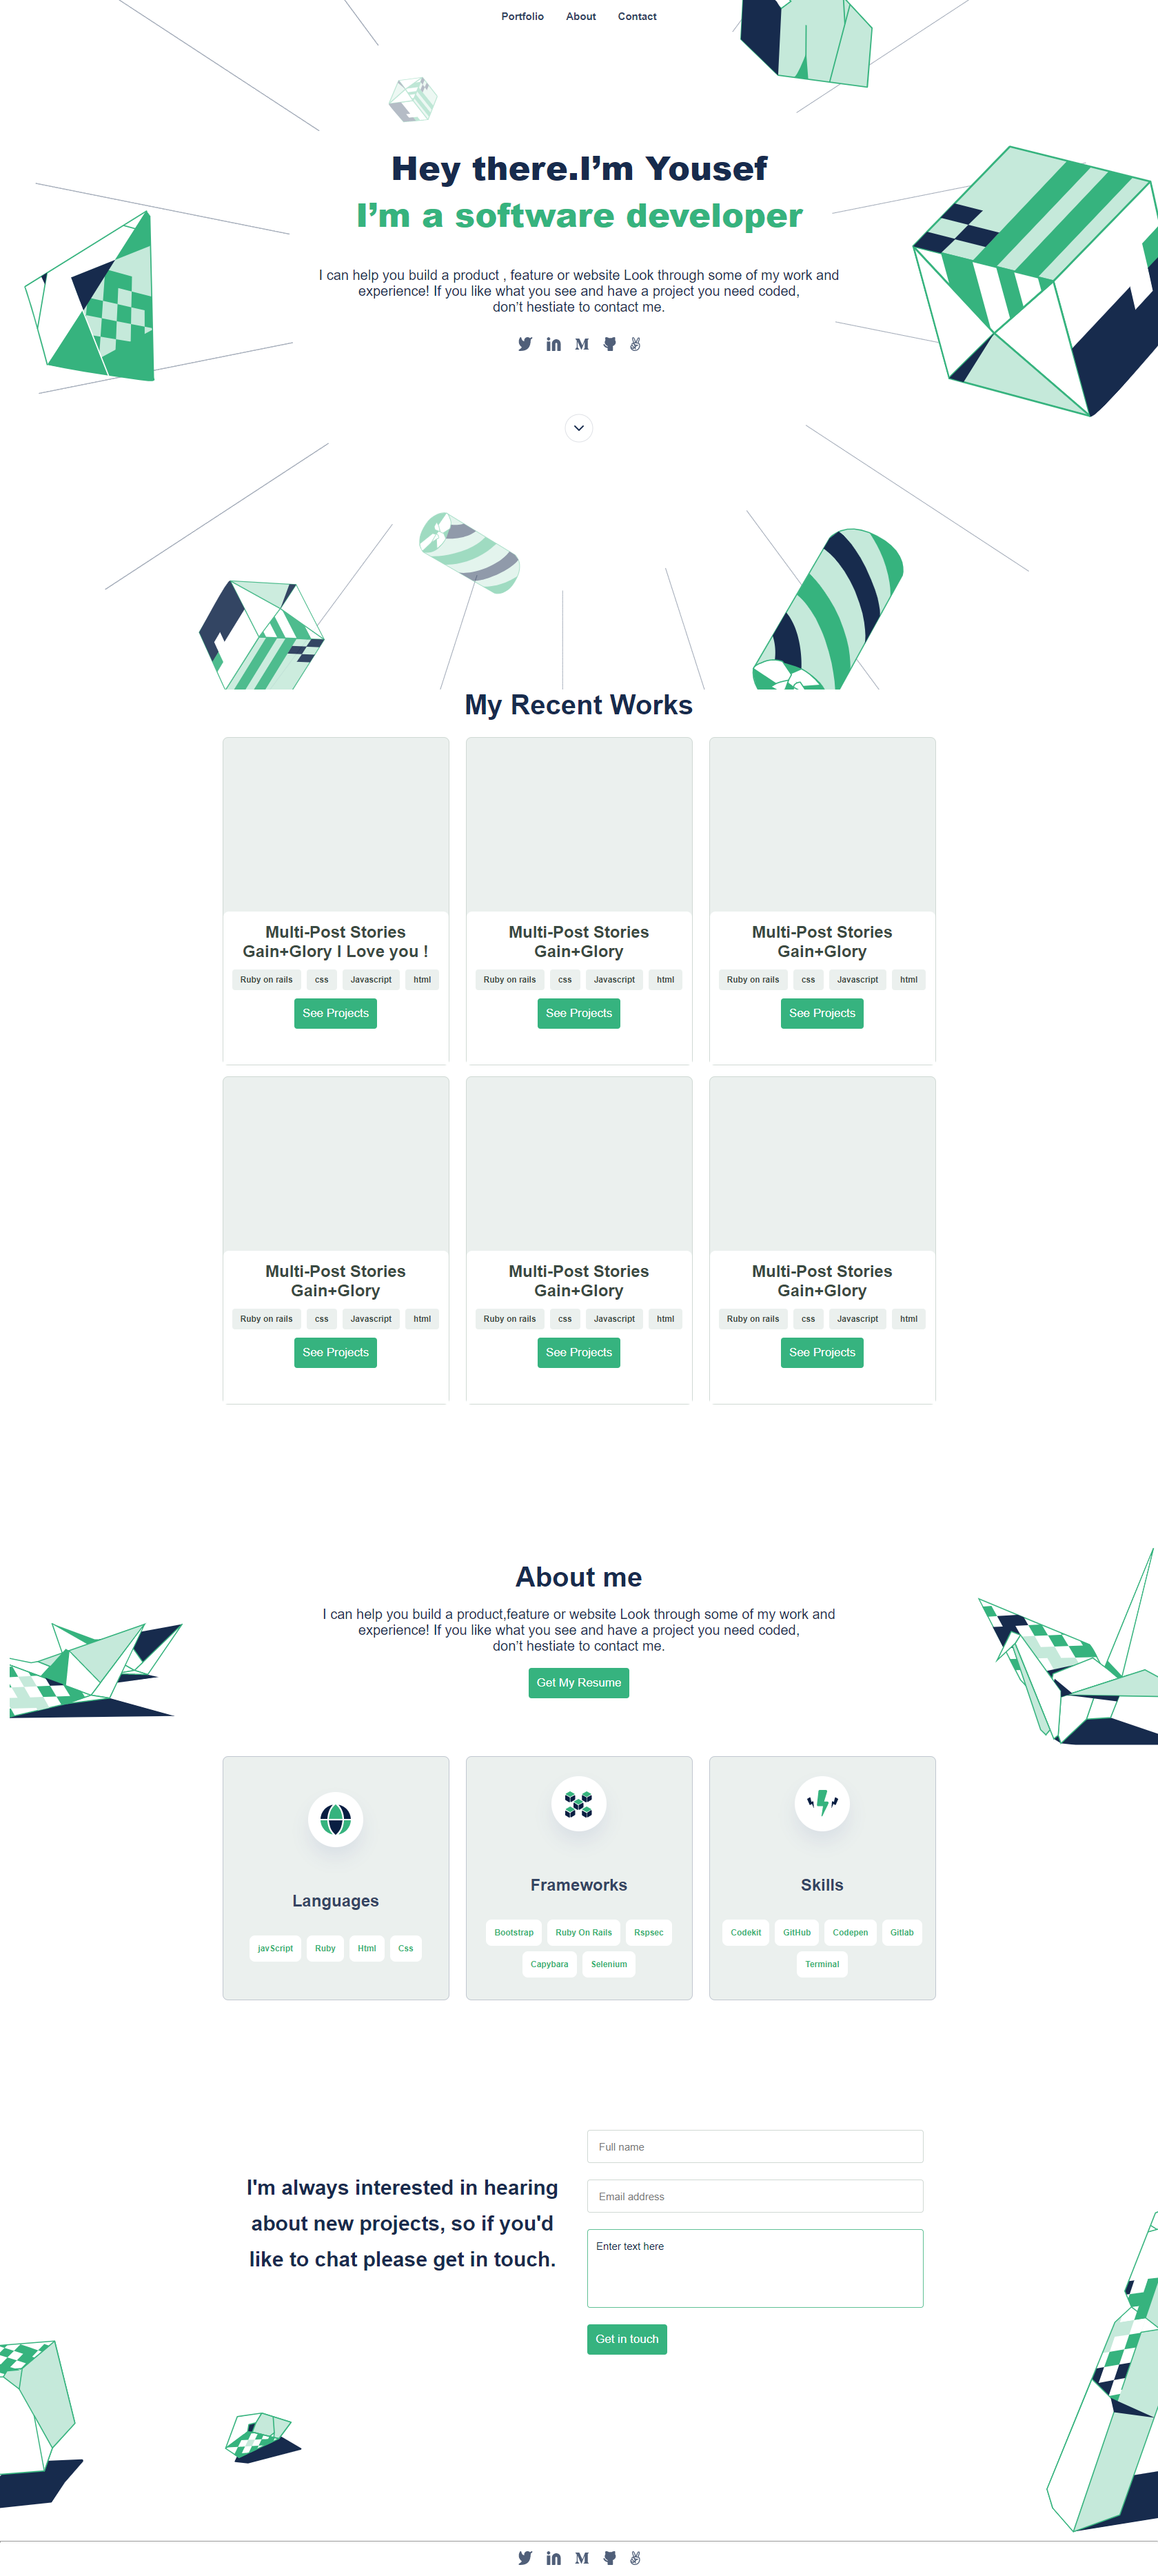 Portfolio About Contact
Hey there.I’m Yousef
I’m a software developer
I can help you build a product , feature or website Look through some of my work and
experience! If you like what you see and have a project you need coded,
don’t hestiate to contact me.
My Recent Works
Multi-Post Stories
Gain+Glory I Love you !
Ruby on rails css Javascript html
See Projects
Multi-Post Stories
Gain+Glory
Ruby on rails css Javascript html
See Projects
Multi-Post Stories
Gain+Glory
Ruby on rails css Javascript html
See Projects
Multi-Post Stories
Gain+Glory
Ruby on rails css Javascript html
See Projects
Multi-Post Stories
Gain+Glory
Ruby on rails css Javascript html
See Projects
Multi-Post Stories
Gain+Glory
Ruby on rails css Javascript html
See Projects
About me
I can help you build a product,feature or website Look through some of my work and
experience! If you like what you see and have a project you need coded,
don’t hestiate to contact me.
Get My Resume
Languages
javScript Ruby Html Css
Frameworks
Bootstrap Ruby On Rails Rspsec
Capybara Selenium
Skills
Codekit GitHub Codepen Gitlab
Terminal
I'm always interested in hearing
about new projects, so if you'd
like to chat please get in touch.
Full name
Email address
Enter text here
Get in touch